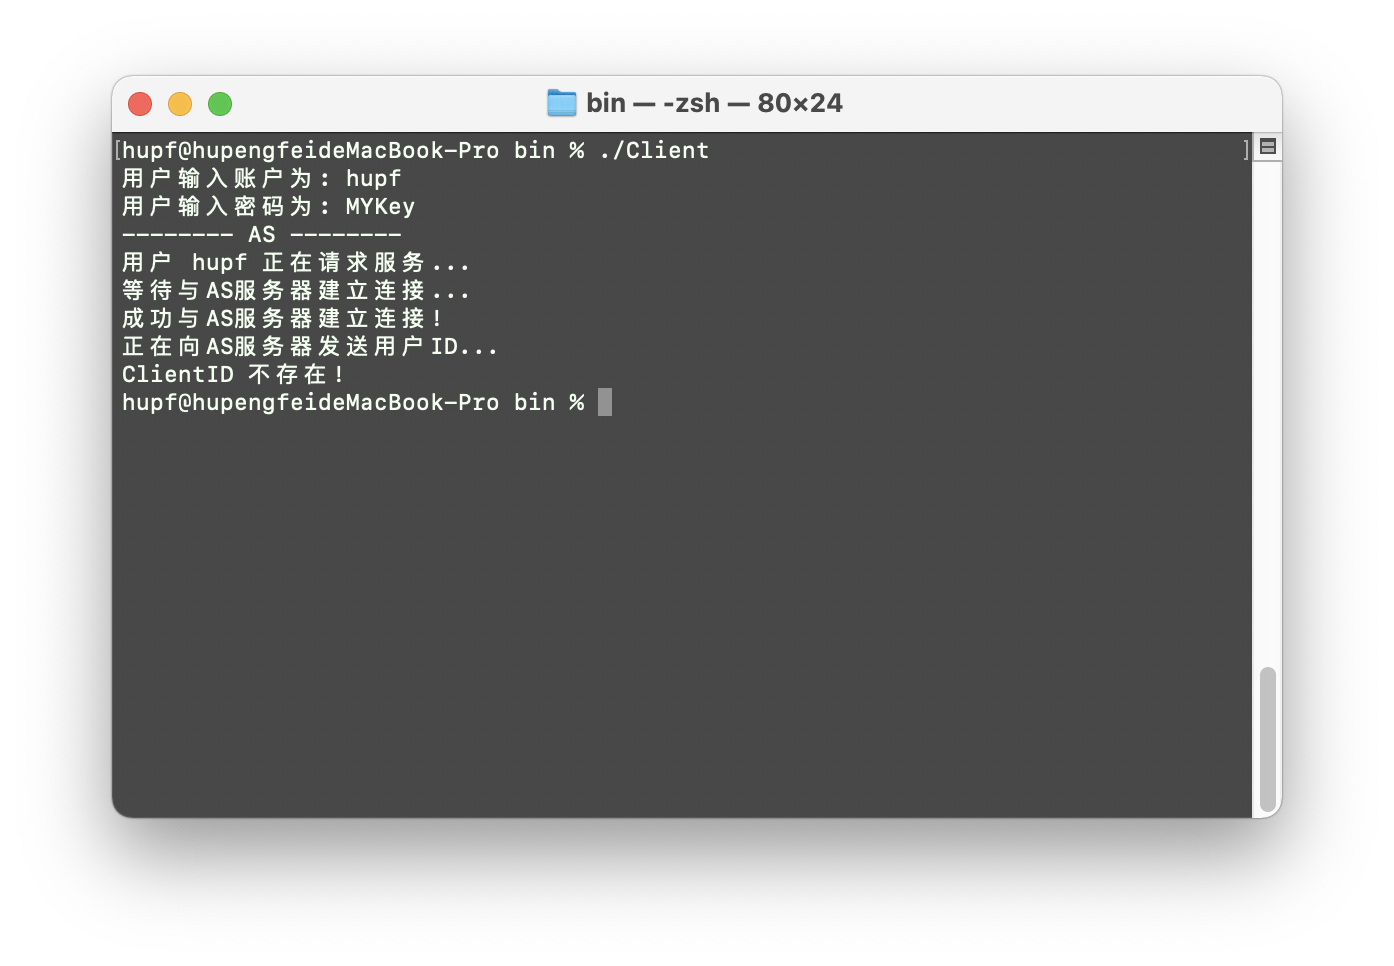 bin — -zsh — 80×24
hupf@hupengfeideMacBook-Pro bin % ./Client
用户输入账户为: hupf
用户输入密码为: MYKey
-------- AS --------
用户 hupf 正在请求服务...
等待与AS服务器建立连接...
成功与AS服务器建立连接!
正在向AS服务器发送用户ID...
ClientID 不存在!
hupf@hupengfeideMacBook-Pro bin %